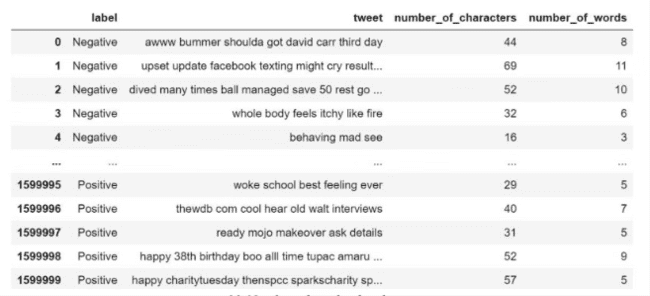 label tweet number_of_characters number_of_words
0 Negative awww bummer shoulda got david carr third day 44 8
1 Negative upset update facebook texting might cry result... 69 11
2 Negative dived many times ball managed save 50 rest go ... 52 10
3 Negative whole body feels itchy like fire 32 6
4 Negative behaving mad see 16 3
... ... ... ... ...
1599995 Positive woke school best feeling ever 29 5
1599996 Positive thewdb com cool hear old walt interviews 40 7
1599997 Positive ready mojo makeover ask details 31 5
1599998 Positive happy 38th birthday boo alll time tupac amaru ... 52 9
1599999 Positive happy charitytuesday thenspcc sparkscharity sp... 57 5